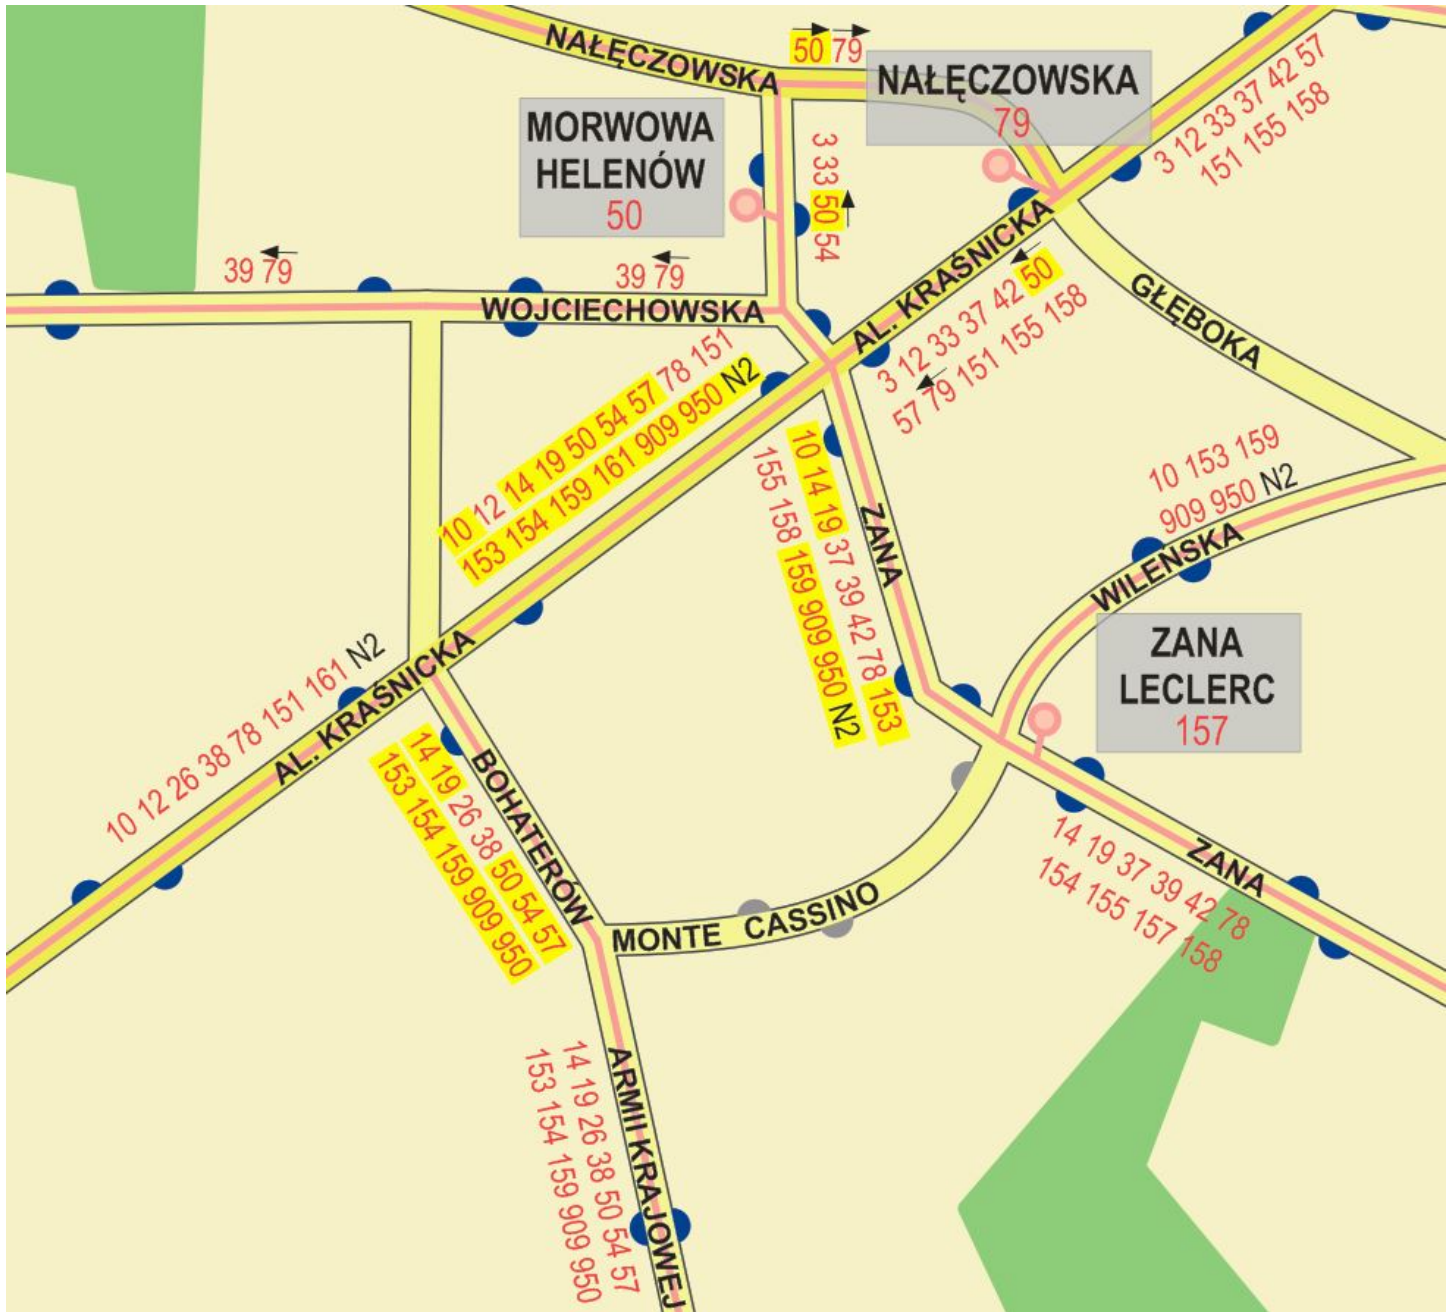 NAŁĘCZOWSKA
50 79
NAŁĘCZOWSKA
79
3 12 33 37 42 57
151 155 158
MORWOWA
HELENÓW
50
3 33 50 54
39 79
39 79
WOJCIECHOWSKA
AL. KRAŚNICKA
3 12 33 37 42 50
57 79 151 155 158
GŁĘBOKA
10 12 14 19 50 54 57 78 151
153 154 159 161 909 950 N2
10 14 19 37 39 42 78 153
155 158 159 909 950 N2
ZANA
10 153 159
909 950 N2
WILEŃSKA
ZANA
LECLERC
157
10 12 26 38 78 151 161 N2
AL. KRAŚNICKA
14 19 26 38 50 54 57
153 154 159 909 950
BOHATERÓW
MONTE CASSINO
ZANA
14 19 37 39 42 78
154 155 157 158
ARMII KRAJOWEJ
14 19 26 38 50 54 57
153 154 159 909 950